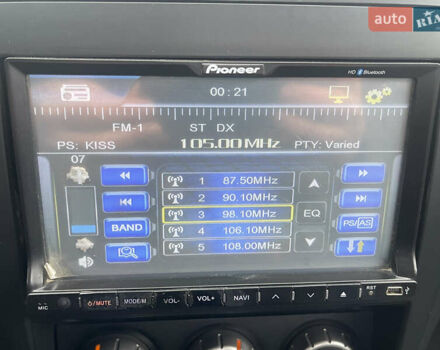 auto RIA
Pioneer
HD Bluetooth
00 : 21
FM-1 ST DX
PS: KISS 105.00 MHz PTY: Varied
07
1 87.50MHz
2 90.10MHz
3 98.10MHz
4 106.10MHz
5 108.00MHz
EQ
BAND
PS/AS
MIC /MUTE MODE/M VOL- VOL+ NAVI RST